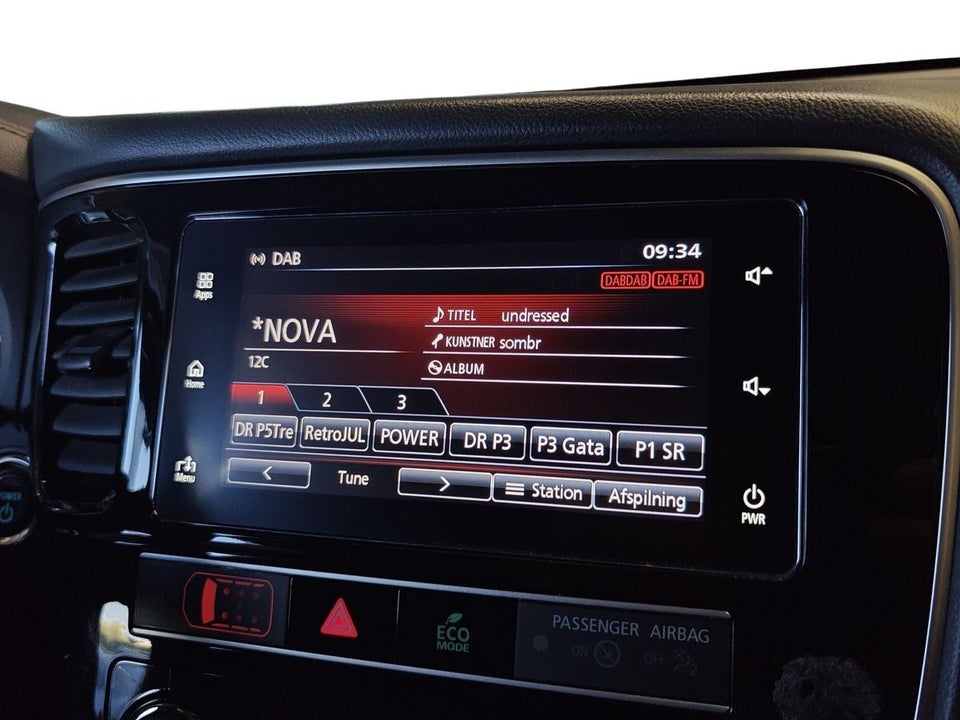 DAB 09:34
DABDAB DAB-FM
Apps
*NOVA
12C
TITEL undressed
KUNSTNER sombr
ALBUM
Home
1 2 3
DR P5Tre RetroJUL POWER DR P3 P3 Gata P1 SR
Menu
< Tune > Station Afspilning
PWR
POWER
ECO
MODE
PASSENGER AIRBAG
ON OFF